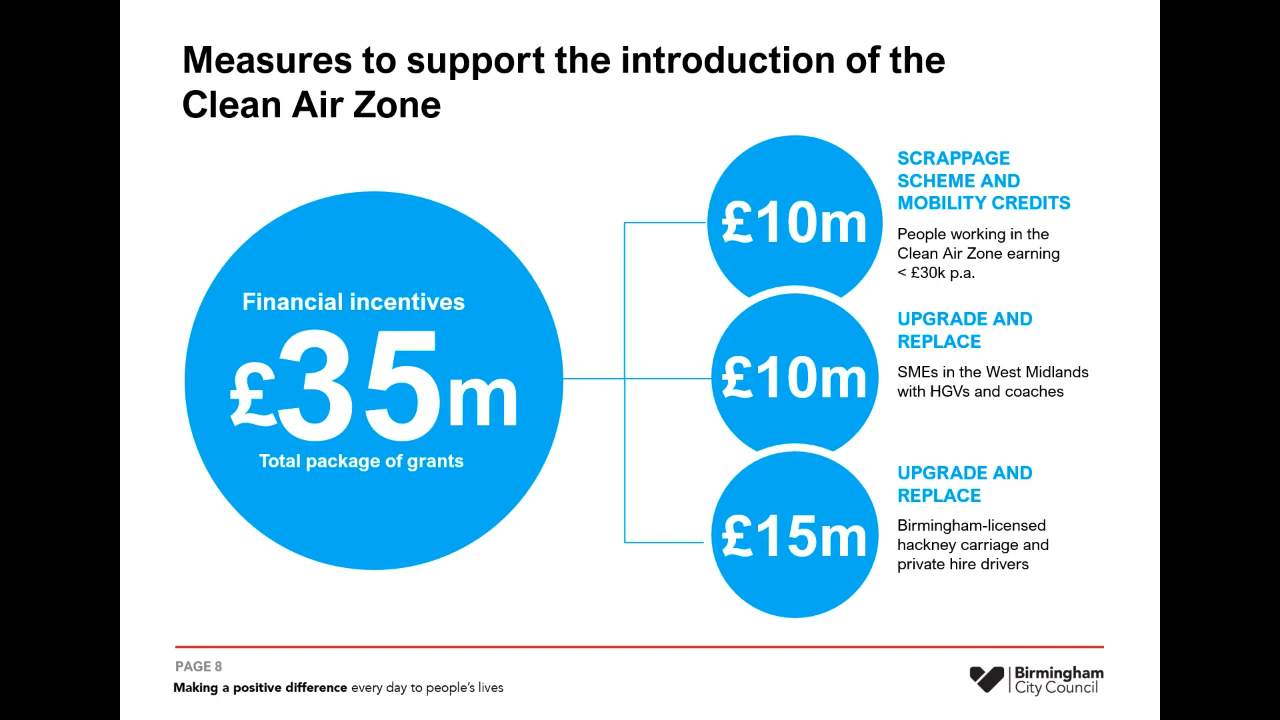 Measures to support the introduction of the
Clean Air Zone
Financial incentives
£35m
Total package of grants
£10m
SCRAPPAGE
SCHEME AND
MOBILITY CREDITS
People working in the
Clean Air Zone earning
< £30k p.a.
£10m
UPGRADE AND
REPLACE
SMEs in the West Midlands
with HGVs and coaches
£15m
UPGRADE AND
REPLACE
Birmingham-licensed
hackney carriage and
private hire drivers
PAGE 8
Making a positive difference every day to people's lives
Birmingham
City Council